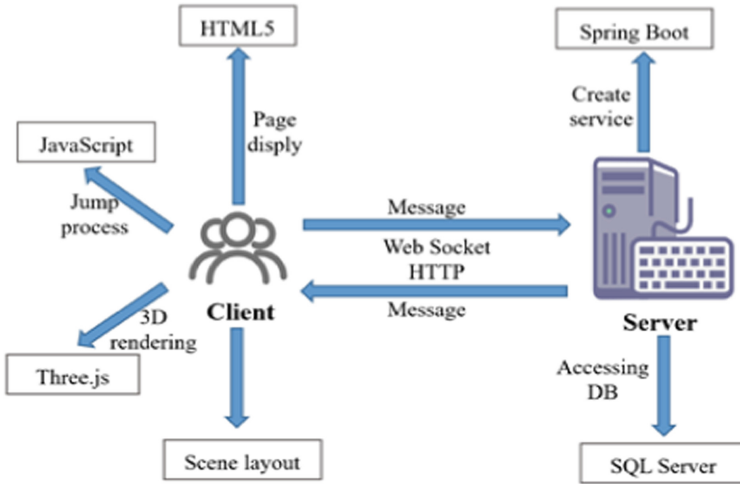 HTML5
Spring Boot
Page
disply
Create
service
JavaScript
Jump
process
Message
Web Socket
HTTP
Message
Client
Server
3D
rendering
Three.js
Accessing
DB
Scene layout
SQL Server